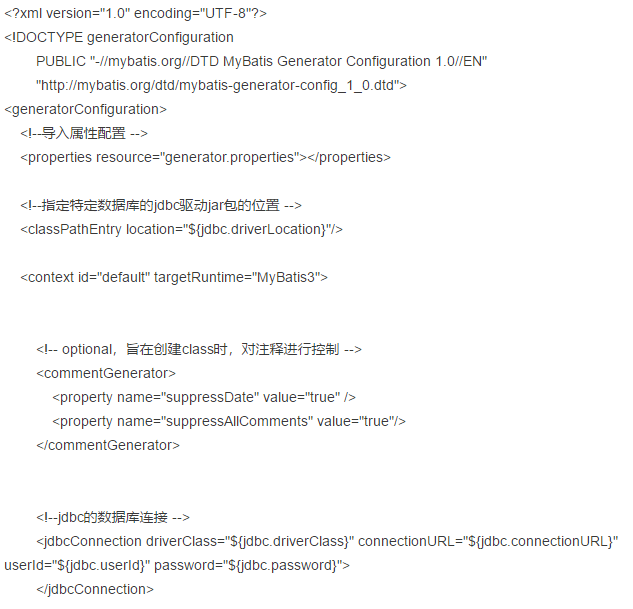 <?xml version="1.0" encoding="UTF-8"?>
<!DOCTYPE generatorConfiguration
PUBLIC "-//mybatis.org//DTD MyBatis Generator Configuration 1.0//EN"
"http://mybatis.org/dtd/mybatis-generator-config_1_0.dtd">
<generatorConfiguration>
<!--导入属性配置 -->
<properties resource="generator.properties"></properties>
<!--指定特定数据库的jdbc驱动jar包的位置 -->
<classPathEntry location="${jdbc.driverLocation}"/>
<context id="default" targetRuntime="MyBatis3">
<!-- optional，旨在创建class时，对注释进行控制 -->
<commentGenerator>
<property name="suppressDate" value="true" />
<property name="suppressAllComments" value="true"/>
</commentGenerator>
<!--jdbc的数据库连接 -->
<jdbcConnection driverClass="${jdbc.driverClass}" connectionURL="${jdbc.connectionURL}"
userId="${jdbc.userId}" password="${jdbc.password}">
</jdbcConnection>